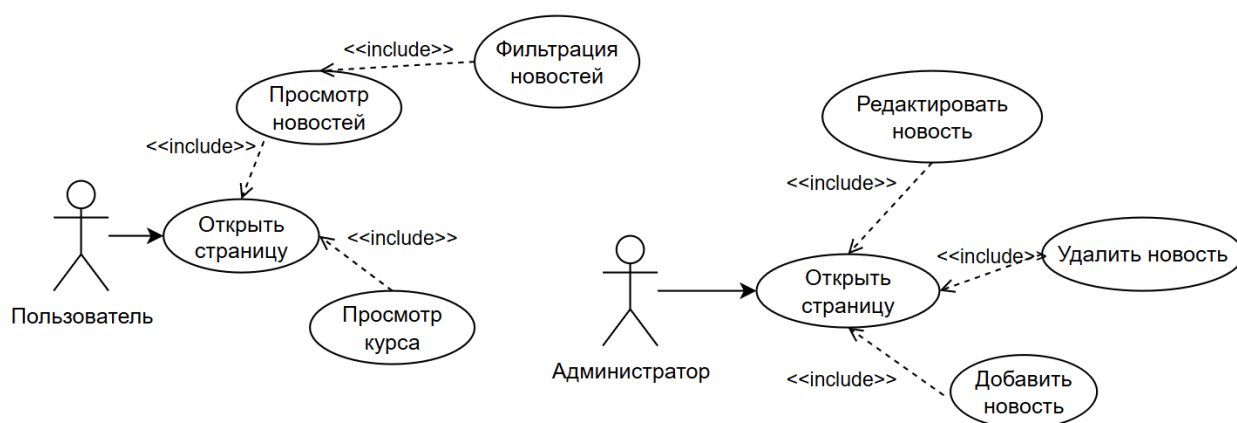 <<include>>
Фильтрация
новостей
Просмотр
новостей
<<include>>
Открыть
страницу
<<include>>
Просмотр
курса
Пользователь
Редактировать
новость
<<include>>
<<include>>
Удалить новость
Открыть
страницу
<<include>>
Добавить
новость
Администратор